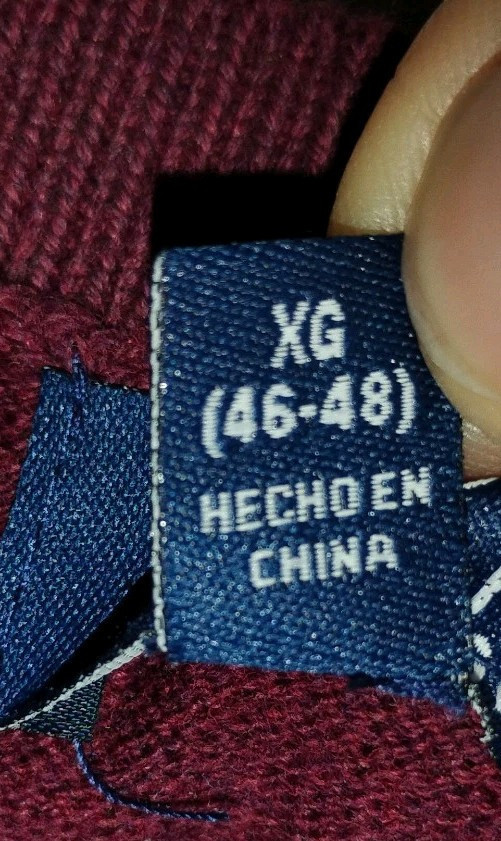 XG
(46-48)
HECHO EN
CHINA